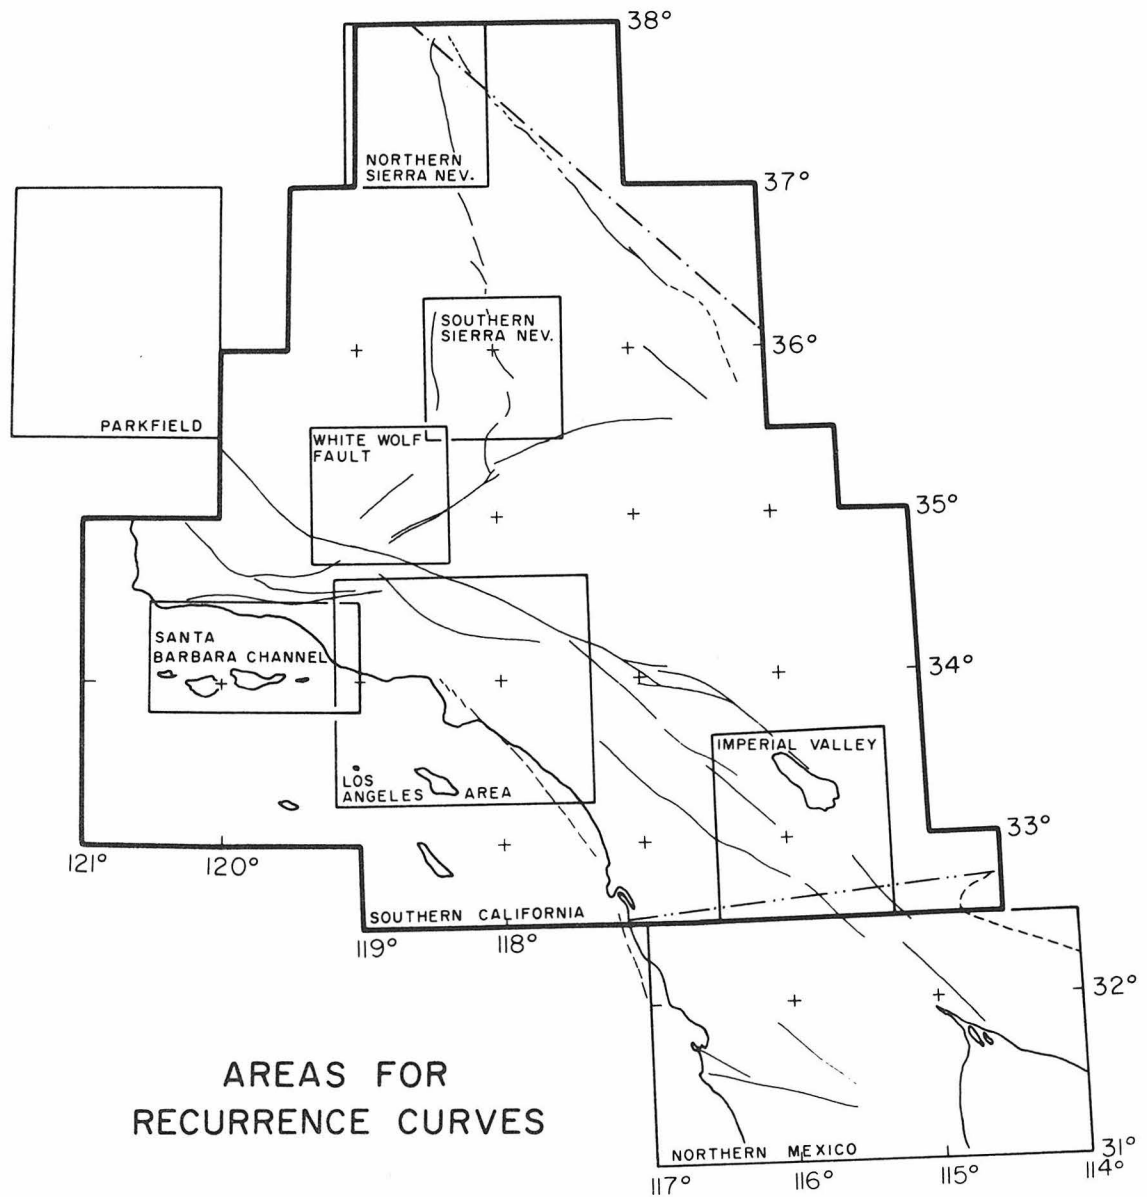 38°
NORTHERN
SIERRA NEV.
37°
SOUTHERN
SIERRA NEV.
36°
PARKFIELD
WHITE WOLF
FAULT
35°
SANTA
BARBARA CHANNEL
34°
IMPERIAL VALLEY
LOS
ANGELES AREA
33°
121°
120°
SOUTHERN CALIFORNIA
119°
118°
32°
AREAS FOR
RECURRENCE CURVES
NORTHERN MEXICO
31°
117°
116°
115°
114°